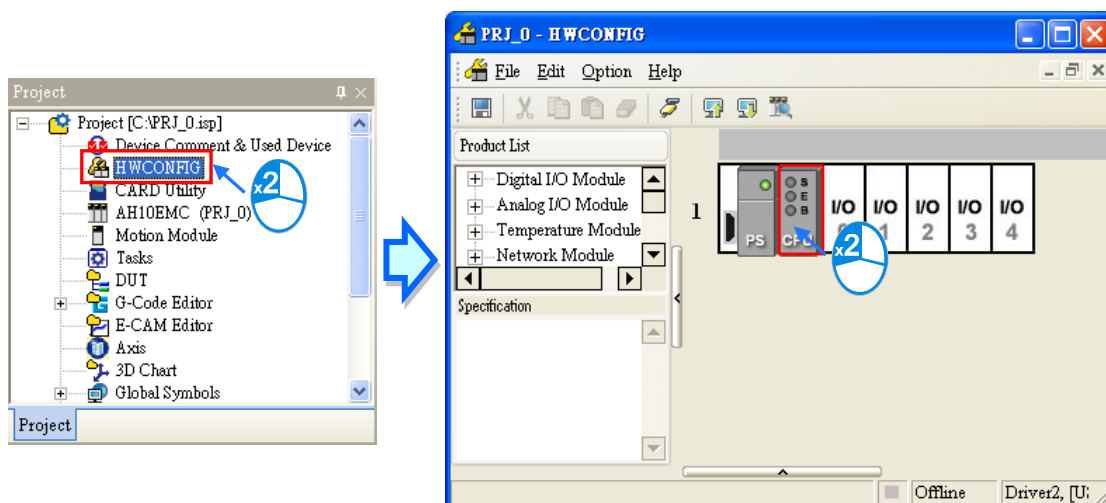 Project
Project [C:\PRJ_0.isp]
Device Comment & Used Device
HWCONFIG
CARD Utility
AH10EMC (PRJ_0)
Motion Module
Tasks
DUT
G-Code Editor
E-CAM Editor
Axis
3D Chart
Global Symbols
Project
x2
PRJ_0 - HWCONFIG
File Edit Option Help
Product List
Digital I/O Module
Analog I/O Module
Temperature Module
Network Module
Specification
1
PS
CPU
S
E
B
I/O I/O I/O I/O I/O
1 2 3 4
x2
Offline
Driver2, [U: